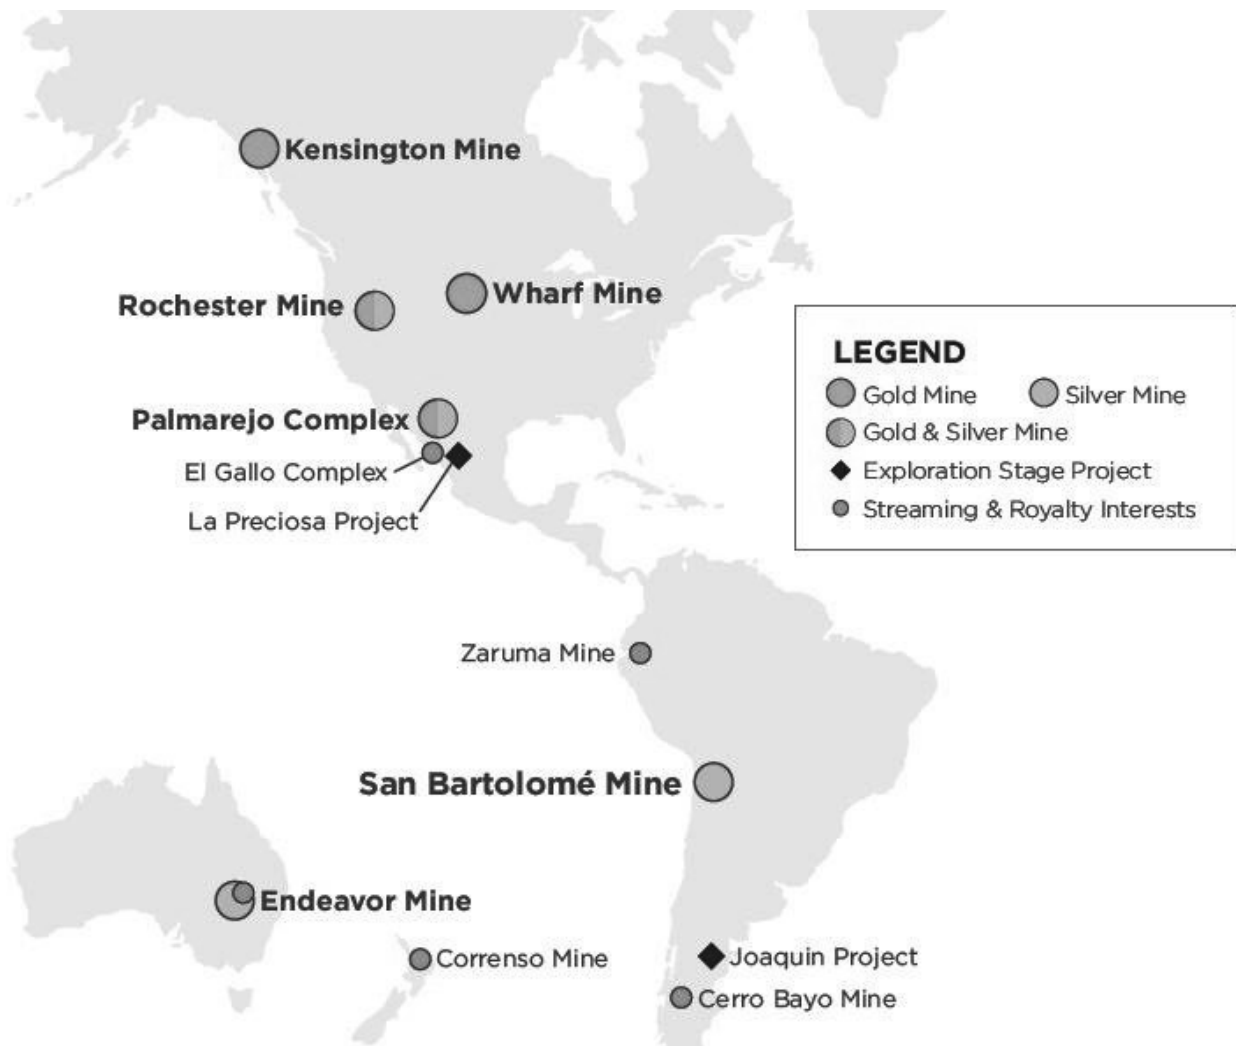 Kensington Mine
Wharf Mine
Rochester Mine
Palmarejo Complex
El Gallo Complex
La Preciosa Project
LEGEND
Gold Mine
Silver Mine
Gold & Silver Mine
Exploration Stage Project
Streaming & Royalty Interests
Zaruma Mine
San Bartolomé Mine
Endeavor Mine
Correnso Mine
Joaquin Project
Cerro Bayo Mine